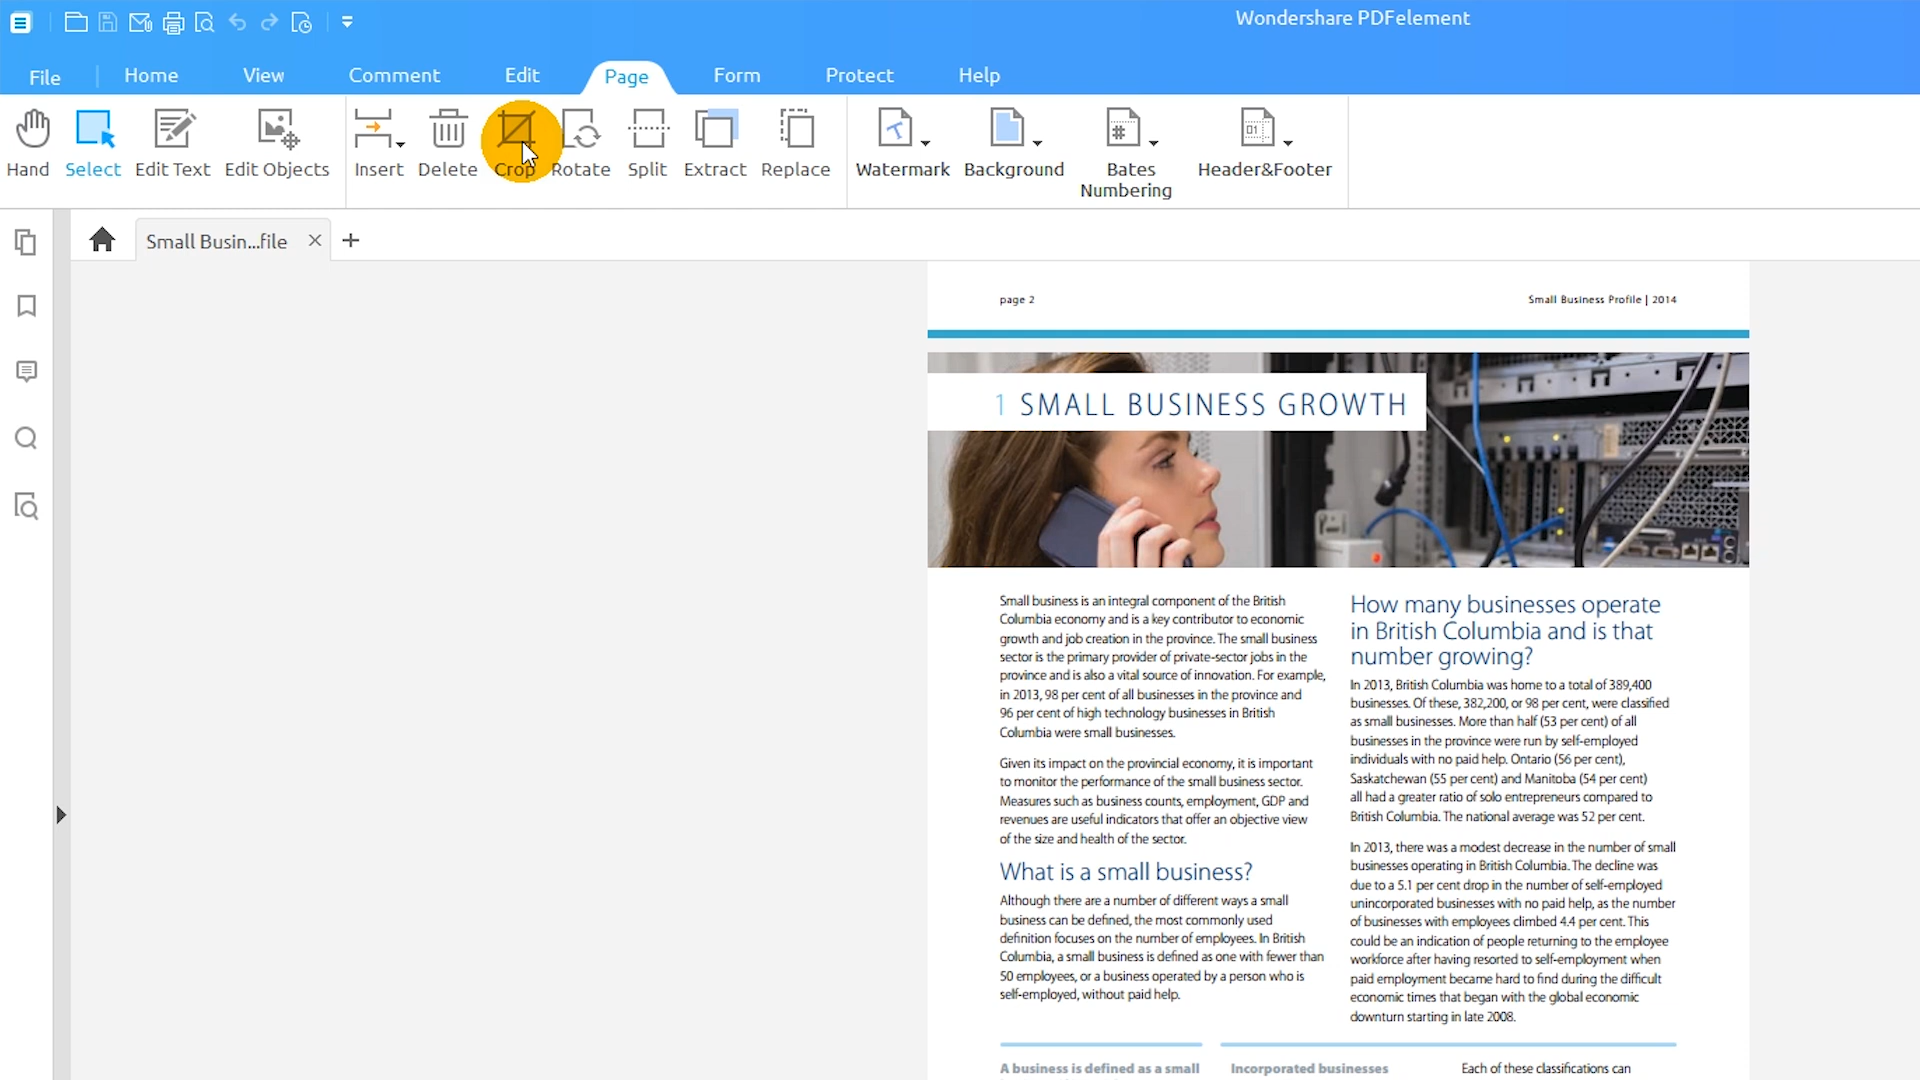 Wondershare PDFelement
File Home View Comment Edit Page Form Protect Help
Hand Select Edit Text Edit Objects Insert Delete Crop Rotate Split Extract Replace Watermark Background Bates Numbering Header&Footer
Small Busin...file
page 2
Small Business Profile | 2014
1 SMALL BUSINESS GROWTH
Small business is an integral component of the British
Columbia economy and is a key contributor to economic
growth and job creation in the province. The small business
sector is the primary provider of private-sector jobs in the
province and is also a vital source of innovation. For example,
in 2013, 98 per cent of all businesses in the province and
96 per cent of high technology businesses in British
Columbia were small businesses.
Given its impact on the provincial economy, it is important
to monitor the performance of the small business sector.
Measures such as business counts, employment, GDP and
revenues are useful indicators that offer an objective view
of the size and health of the sector.
What is a small business?
Although there are a number of different ways a small
business can be defined, the most commonly used
definition focuses on the number of employees. In British
Columbia, a small business is defined as one with fewer than
50 employees, or a business operated by a person who is
self-employed, without paid help.
How many businesses operate
in British Columbia and is that
number growing?
In 2013, British Columbia was home to a total of 389,400
businesses. Of these, 382,200, or 98 per cent, were classified
as small businesses. More than half (53 per cent) of all
businesses in the province were run by self-employed
individuals with no paid help. Ontario (56 per cent),
Saskatchewan (55 per cent) and Manitoba (54 per cent)
all had a greater ratio of solo entrepreneurs compared to
British Columbia. The national average was 52 per cent.
In 2013, there was a modest decrease in the number of small
businesses operating in British Columbia. The decline was
due to a 5.1 per cent drop in the number of self-employed
unincorporated businesses with no paid help, as the number
of businesses with employees climbed 4.4 per cent. This
could be an indication of people returning to the employee
workforce after having resorted to self-employment when
paid employment became hard to find during the difficult
economic times that began with the global economic
downturn starting in late 2008.
A business is defined as a small
Incorporated businesses
Each of these classifications can